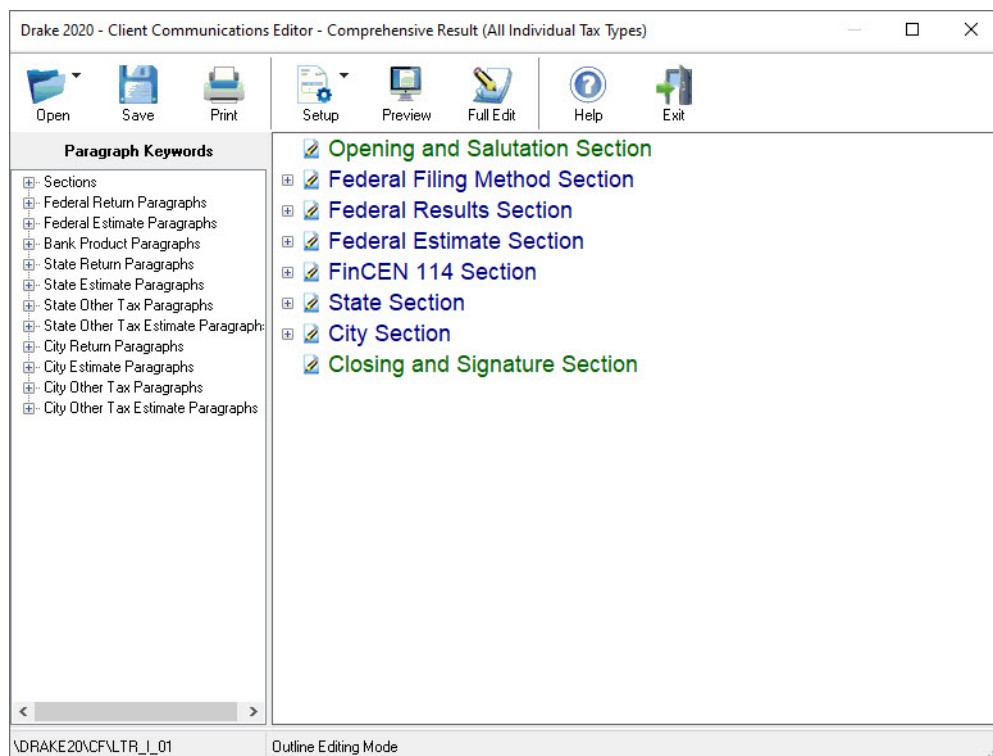 Drake 2020 - Client Communications Editor - Comprehensive Result (All Individual Tax Types)
Open Save Print Setup Preview Full Edit Help Exit
Paragraph Keywords
Sections
Federal Return Paragraphs
Federal Estimate Paragraphs
Bank Product Paragraphs
State Return Paragraphs
State Estimate Paragraphs
State Other Tax Paragraphs
State Other Tax Estimate Paragraph
City Return Paragraphs
City Estimate Paragraphs
City Other Tax Paragraphs
City Other Tax Estimate Paragraphs
Opening and Salutation Section
Federal Filing Method Section
Federal Results Section
Federal Estimate Section
FinCEN 114 Section
State Section
City Section
Closing and Signature Section
\DRAKE20\CF\LTR_I_01
Outline Editing Mode